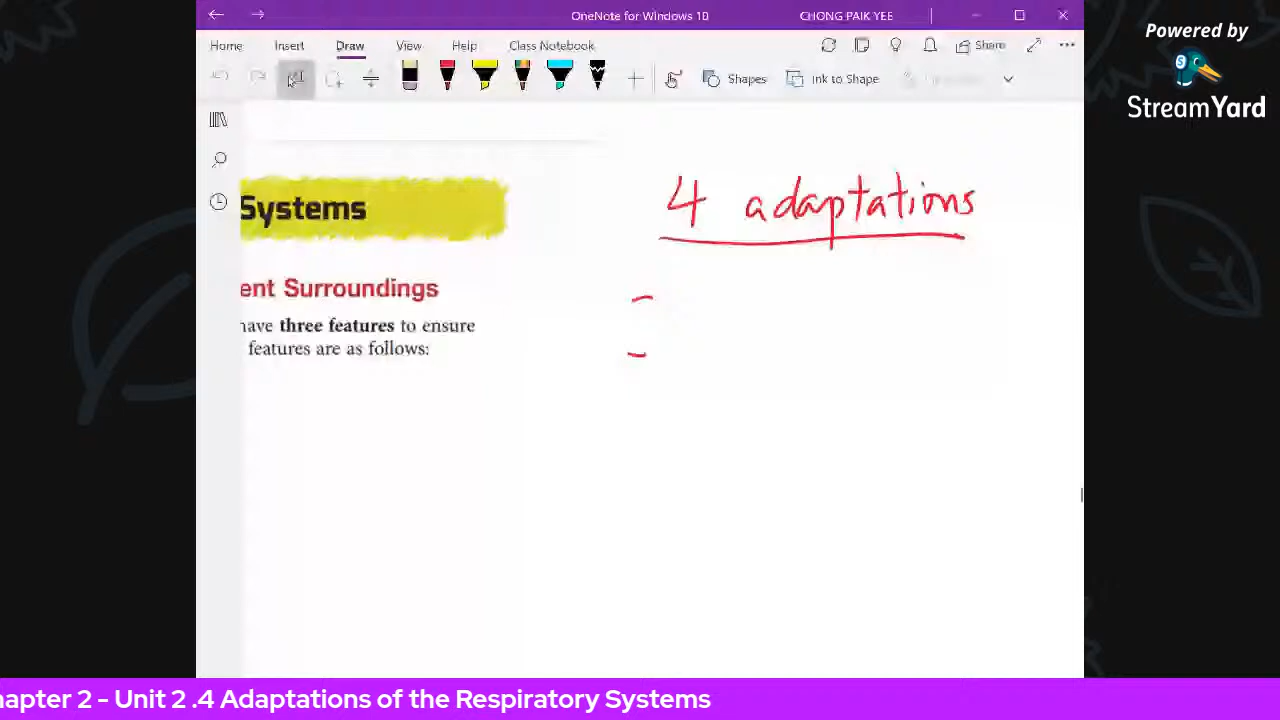 OneNote for Windows 10
CHONG PAIK YEE
Home Insert Draw View Help Class Notebook Share
Shapes Ink to Shape
Powered by
StreamYard
Systems
ent Surroundings
have three features to ensure
features are as follows:
4 adaptations
-
-
hapter 2 - Unit 2 .4 Adaptations of the Respiratory Systems